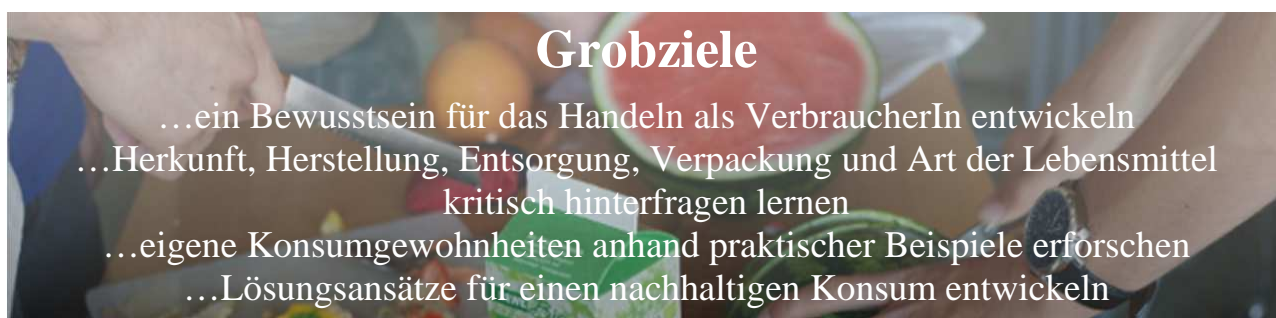 Grobziele
…ein Bewusstsein für das Handeln als VerbraucherIn entwickeln
…Herkunft, Herstellung, Entsorgung, Verpackung und Art der Lebensmittel
kritisch hinterfragen lernen
…eigene Konsumgewohnheiten anhand praktischer Beispiele erforschen
…Lösungsansätze für einen nachhaltigen Konsum entwickeln